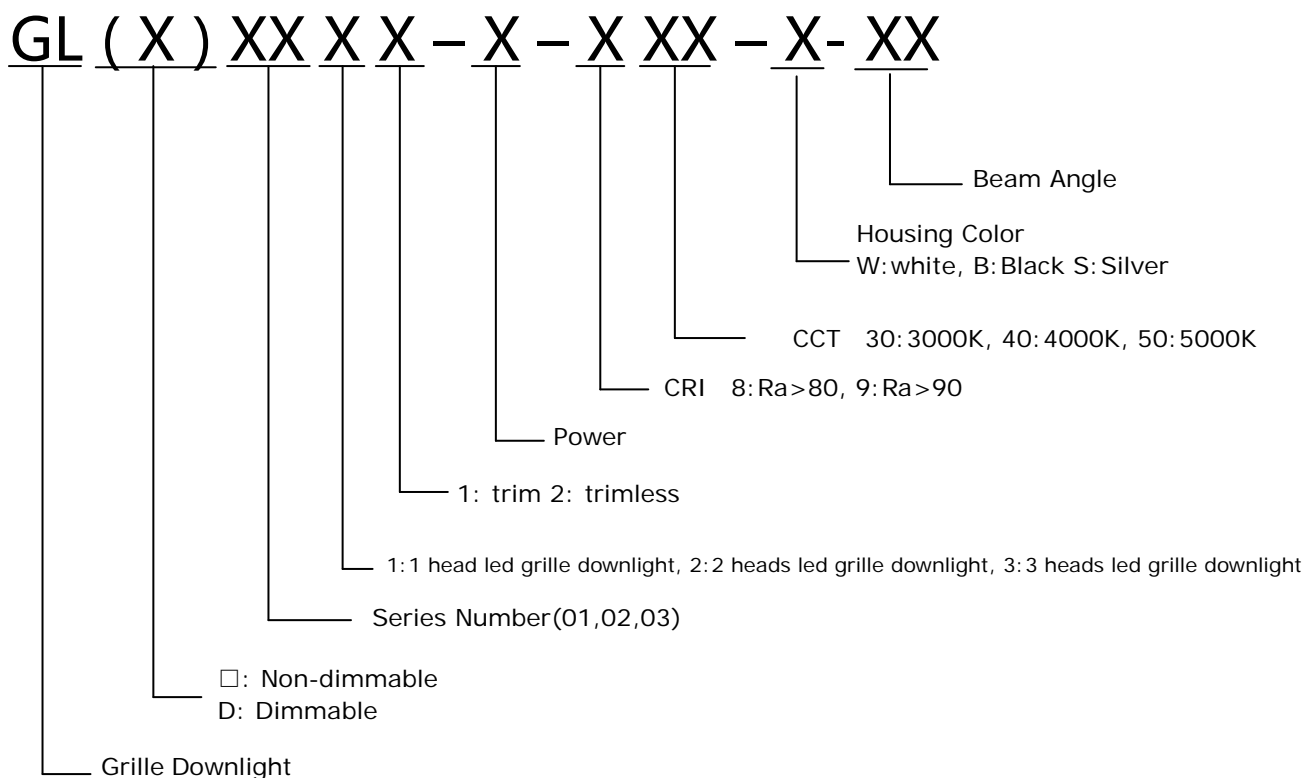 GL (X) XX X X – X – X XX – X- XX
Beam Angle
Housing Color
W:white, B:Black S:Silver
CCT 30:3000K, 40:4000K, 50:5000K
CRI 8:Ra>80, 9:Ra>90
Power
1: trim 2: trimless
1:1 head led grille downlight, 2:2 heads led grille downlight, 3:3 heads led grille downlight
Series Number(01,02,03)
□: Non-dimmable
D: Dimmable
Grille Downlight